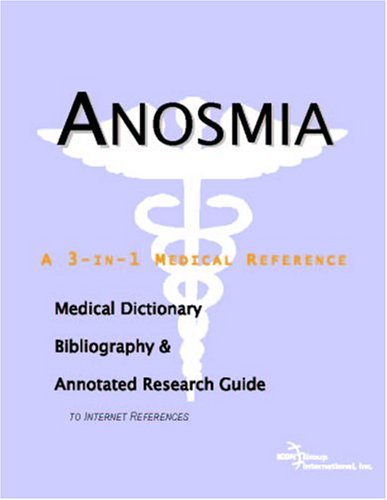 ANOSMIA
A 3-IN-1 MEDICAL REFERENCE
Medical Dictionary
Bibliography &
Annotated Research Guide
TO INTERNET REFERENCES
ICON Group
International, Inc.